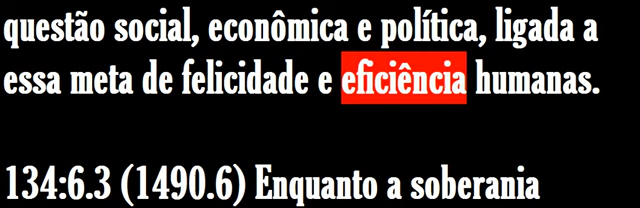 questão social, econômica e política, ligada a
essa meta de felicidade e eficiência humanas.
134:6.3 (1490.6) Enquanto a soberania